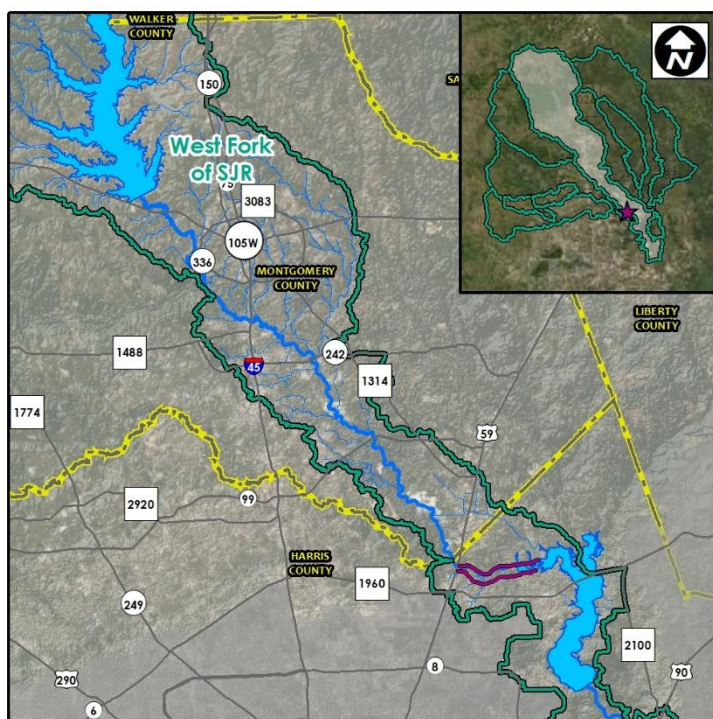 WALKER
COUNTY
SA
N
150
West Fork
of SJR
75
3083
105W
336
MONTGOMERY
COUNTY
LIBERTY
COUNTY
1488
45
242
1314
1774
59
2920
99
HARRIS
COUNTY
1960
249
2100
290
8
90
6